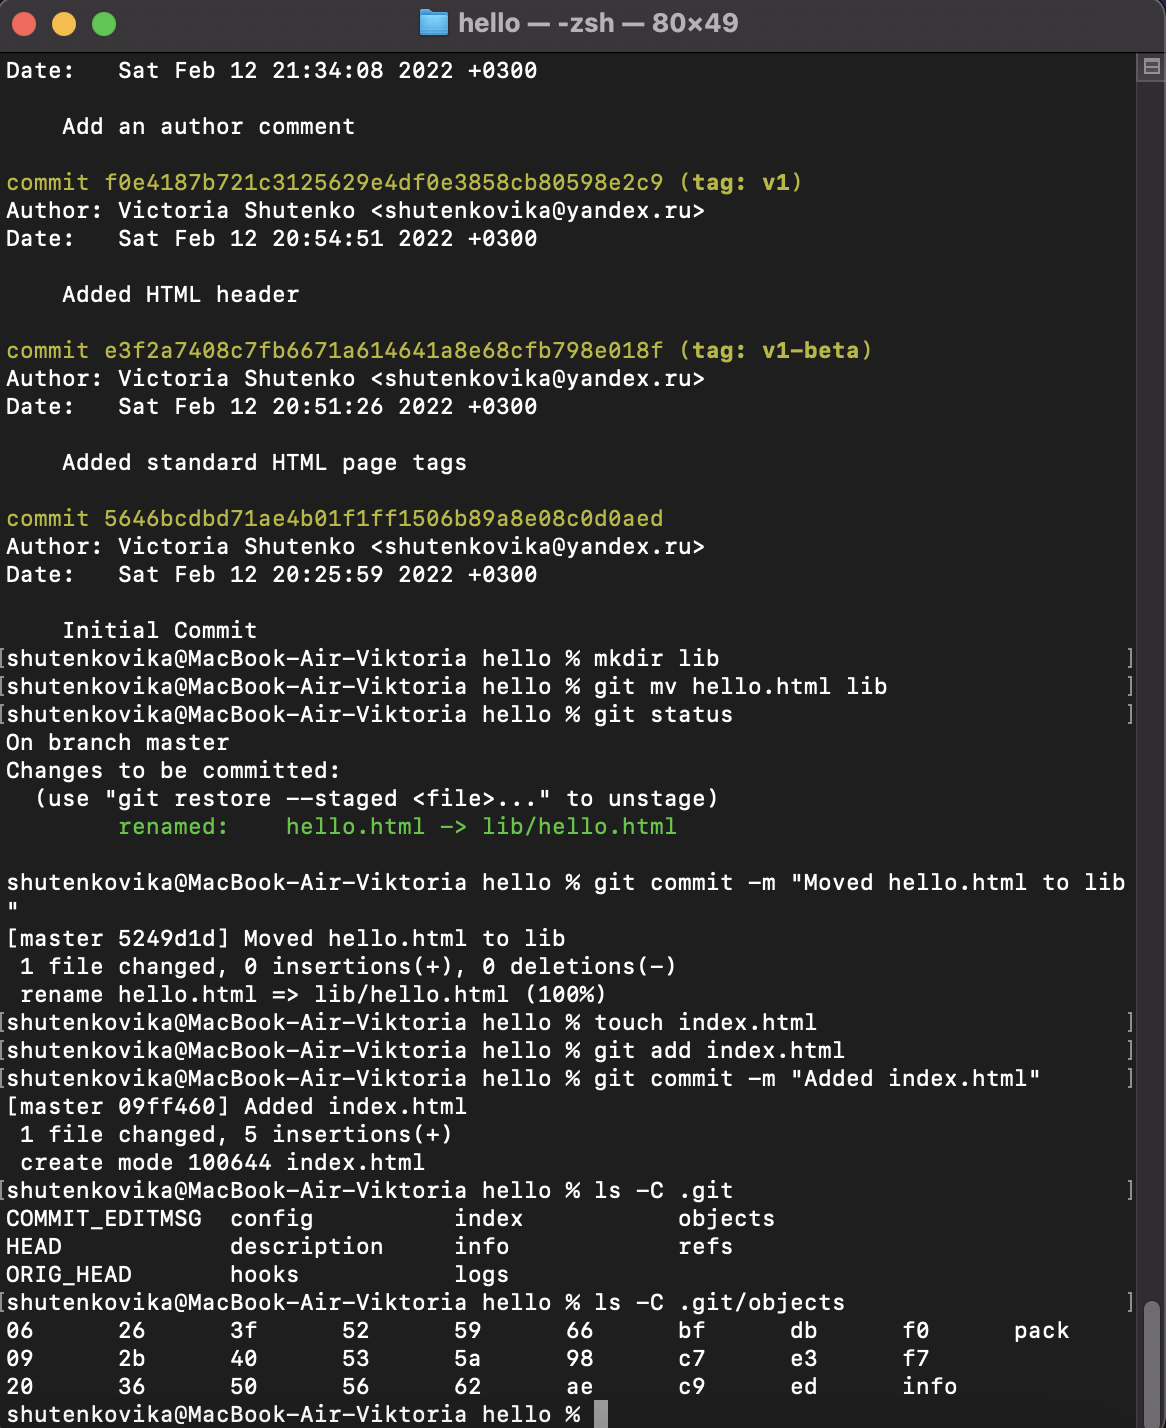 hello — -zsh — 80×49
Date:   Sat Feb 12 21:34:08 2022 +0300
    Add an author comment
commit f0e4187b721c3125629e4df0e3858cb80598e2c9 (tag: v1)
Author: Victoria Shutenko <shutenkovika@yandex.ru>
Date:   Sat Feb 12 20:54:51 2022 +0300
    Added HTML header
commit e3f2a7408c7fb6671a614641a8e68cfb798e018f (tag: v1-beta)
Author: Victoria Shutenko <shutenkovika@yandex.ru>
Date:   Sat Feb 12 20:51:26 2022 +0300
    Added standard HTML page tags
commit 5646bcdbd71ae4b01f1ff1506b89a8e08c0d0aed
Author: Victoria Shutenko <shutenkovika@yandex.ru>
Date:   Sat Feb 12 20:25:59 2022 +0300
    Initial Commit
[shutenkovika@MacBook-Air-Viktoria hello % mkdir lib ]
[shutenkovika@MacBook-Air-Viktoria hello % git mv hello.html lib ]
[shutenkovika@MacBook-Air-Viktoria hello % git status ]
On branch master
Changes to be committed:
  (use "git restore --staged <file>..." to unstage)
        renamed:    hello.html -> lib/hello.html
shutenkovika@MacBook-Air-Viktoria hello % git commit -m "Moved hello.html to lib
"
[master 5249d1d] Moved hello.html to lib
 1 file changed, 0 insertions(+), 0 deletions(-)
 rename hello.html => lib/hello.html (100%)
[shutenkovika@MacBook-Air-Viktoria hello % touch index.html ]
[shutenkovika@MacBook-Air-Viktoria hello % git add index.html ]
[shutenkovika@MacBook-Air-Viktoria hello % git commit -m "Added index.html" ]
[master 09ff460] Added index.html
 1 file changed, 5 insertions(+)
 create mode 100644 index.html
[shutenkovika@MacBook-Air-Viktoria hello % ls -C .git ]
COMMIT_EDITMSG  config          index           objects
HEAD            description     info            refs
ORIG_HEAD       hooks           logs
[shutenkovika@MacBook-Air-Viktoria hello % ls -C .git/objects ]
06      26      3f      52      59      66      bf      db      f0      pack
09      2b      40      53      5a      98      c7      e3      f7
20      36      50      56      62      ae      c9      ed      info
shutenkovika@MacBook-Air-Viktoria hello %